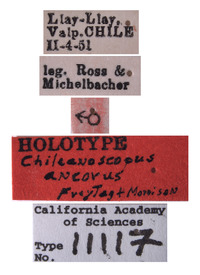 Llay-Llay,
Valp. CHILE
II-4-51
leg. Ross &
Michelbacher
♂
HOLOTYPE
Chileanoscopus
ancorus
Freytag & Morrison
California Academy
of Sciences
Type
No. 11117